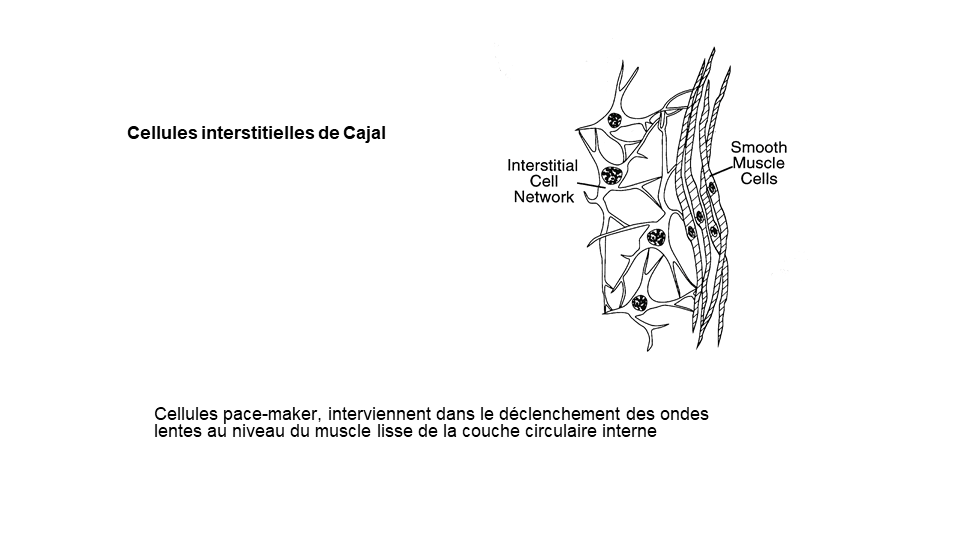 Cellules interstitielles de Cajal
Interstitial
Cell
Network
Smooth
Muscle
Cells
Cellules pace-maker, interviennent dans le déclenchement des ondes
lentes au niveau du muscle lisse de la couche circulaire interne